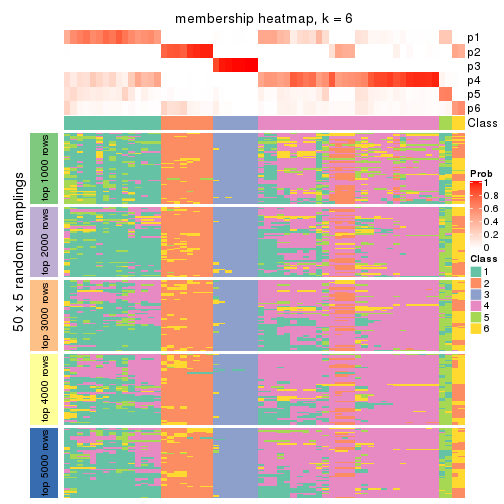 membership heatmap, k = 6
p1
p2
p3
p4
p5
p6
Class
50 x 5 random samplings
top 1000 rows
top 2000 rows
top 3000 rows
top 4000 rows
top 5000 rows
Prob
1
0.8
0.6
0.4
0.2
0
Class
1
2
3
4
5
6